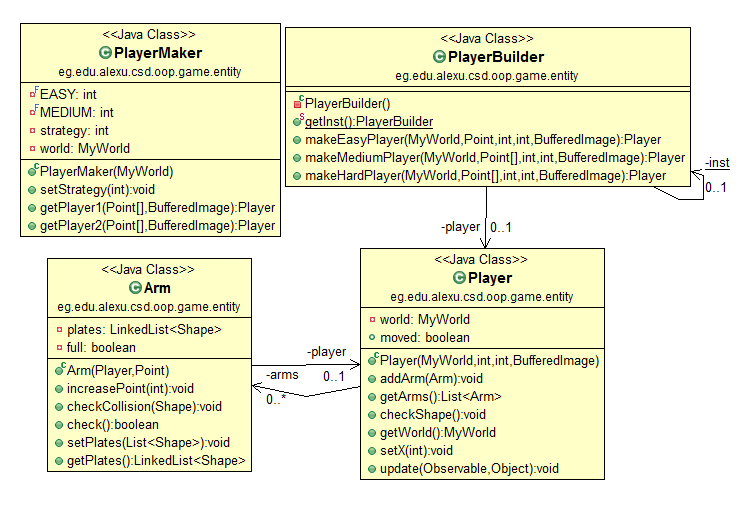 <<Java Class>>
PlayerMaker
eg.edu.alexu.csd.oop.game.entity
EASY: int
MEDIUM: int
strategy: int
world: MyWorld
PlayerMaker(MyWorld)
setStrategy(int):void
getPlayer1(Point[],BufferedImage):Player
getPlayer2(Point[],BufferedImage):Player
<<Java Class>>
PlayerBuilder
eg.edu.alexu.csd.oop.game.entity
PlayerBuilder()
getInst():PlayerBuilder
makeEasyPlayer(MyWorld,Point,int,int,BufferedImage):Player
makeMediumPlayer(MyWorld,Point[],int,int,BufferedImage):Player
makeHardPlayer(MyWorld,Point[],int,int,BufferedImage):Player
-inst
0..1
-player
0..1
<<Java Class>>
Arm
eg.edu.alexu.csd.oop.game.entity
plates: LinkedList<Shape>
full: boolean
Arm(Player,Point)
increasePoint(int):void
checkCollision(Shape):void
check():boolean
setPlates(List<Shape>):void
getPlates():LinkedList<Shape>
-player
0..1
-arms
0..*
<<Java Class>>
Player
eg.edu.alexu.csd.oop.game.entity
world: MyWorld
moved: boolean
Player(MyWorld,int,int,BufferedImage)
addArm(Arm):void
getArms():List<Arm>
checkShape():void
getWorld():MyWorld
setX(int):void
update(Observable,Object):void